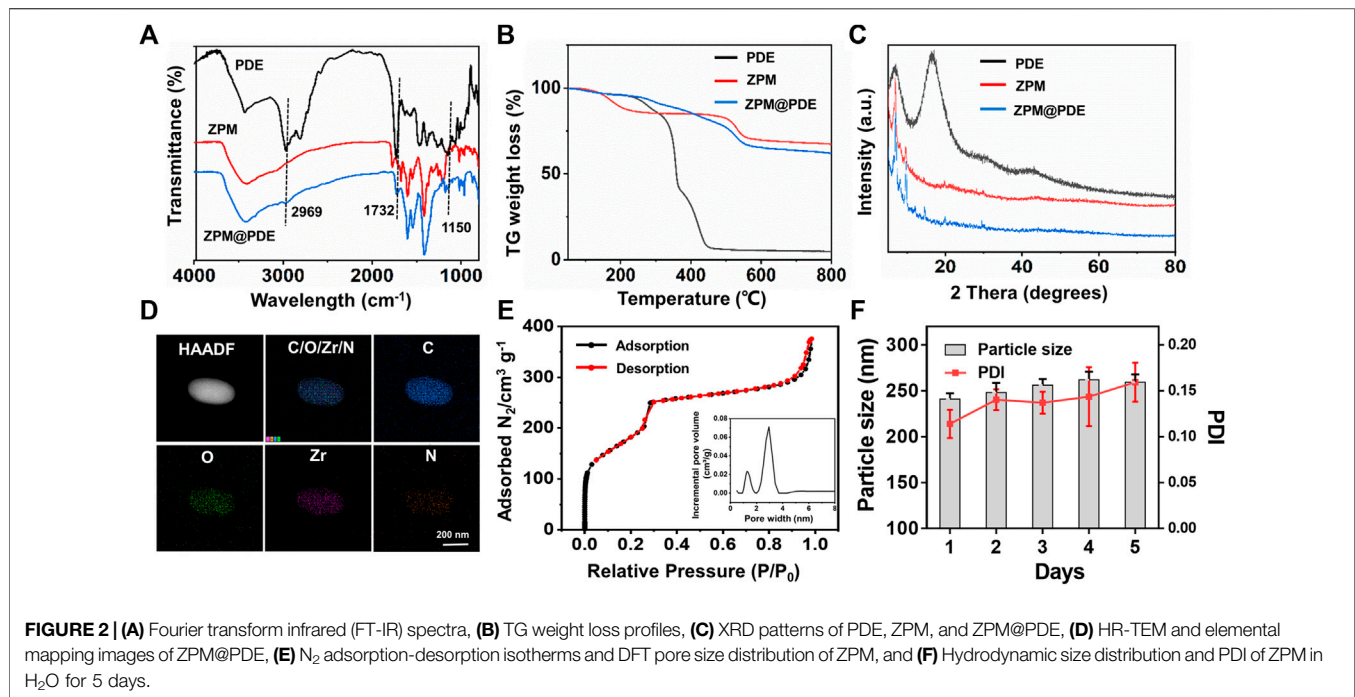 A
PDE
ZPM
ZPM@PDE
2969
1732
1150
Transmittance (%)
4000
3000
2000
1000
Wavelength (cm⁻¹)
B
PDE
ZPM
ZPM@PDE
TG weight loss (%)
100
50
0
200
400
600
800
Temperature (℃)
C
PDE
ZPM
ZPM@PDE
Intensity (a.u.)
20
40
60
80
2 Thera (degrees)
D
HAADF
C/O/Zr/N
C
O
Zr
N
200 nm
E
Adsorption
Desorption
Adsorbed N₂/cm³ g⁻¹
400
300
200
100
0
0.0
0.2
0.4
0.6
0.8
1.0
Relative Pressure (P/P₀)
Incremental pore volume
(cm³/g)
0.08
0.06
0.04
0.02
0.00
0
2
4
6
8
Pore width (nm)
F
Particle size
PDI
Particle size (nm)
300
250
200
150
100
PDI
0.20
0.15
0.10
0.05
0.00
1
2
3
4
5
Days
FIGURE 2 | (A) Fourier transform infrared (FT-IR) spectra, (B) TG weight loss profiles, (C) XRD patterns of PDE, ZPM, and ZPM@PDE, (D) HR-TEM and elemental
mapping images of ZPM@PDE, (E) N₂ adsorption-desorption isotherms and DFT pore size distribution of ZPM, and (F) Hydrodynamic size distribution and PDI of ZPM in
H₂O for 5 days.